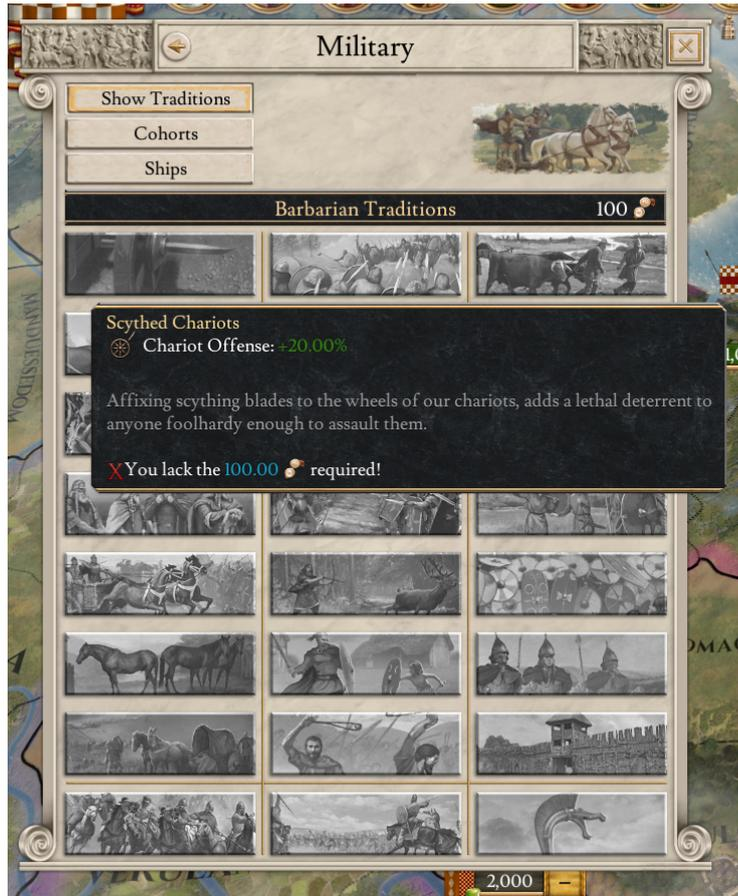 Military
Show Traditions
Cohorts
Ships
Barbarian Traditions 100
Scythed Chariots
Chariot Offense: +20.00%
Affixing scything blades to the wheels of our chariots, adds a lethal deterrent to
anyone foolhardy enough to assault them.
X You lack the 100.00 required!
MANDUESSEDOM
A
OMA
2,000